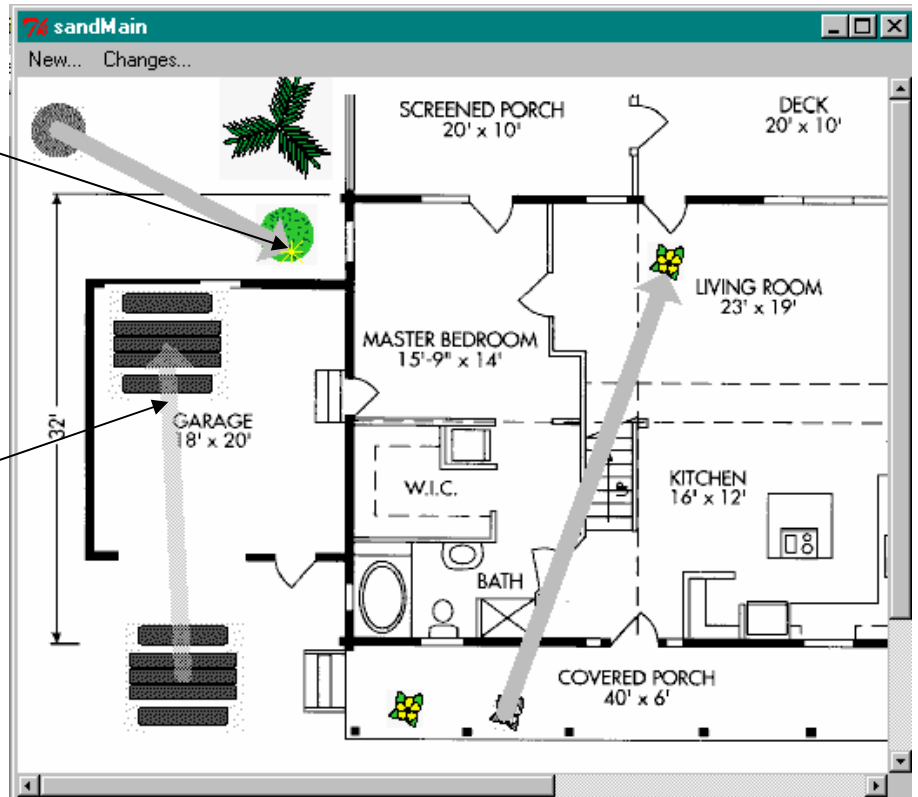 sandMain
New... Changes...
SCREENED PORCH
20' x 10'
DECK
20' x 10'
LIVING ROOM
23' x 19'
MASTER BEDROOM
15'-9" x 14'
GARAGE
18' x 20'
32'
W.I.C.
UP
KITCHEN
16" x 12'
BATH
COVERED PORCH
40' x 6'